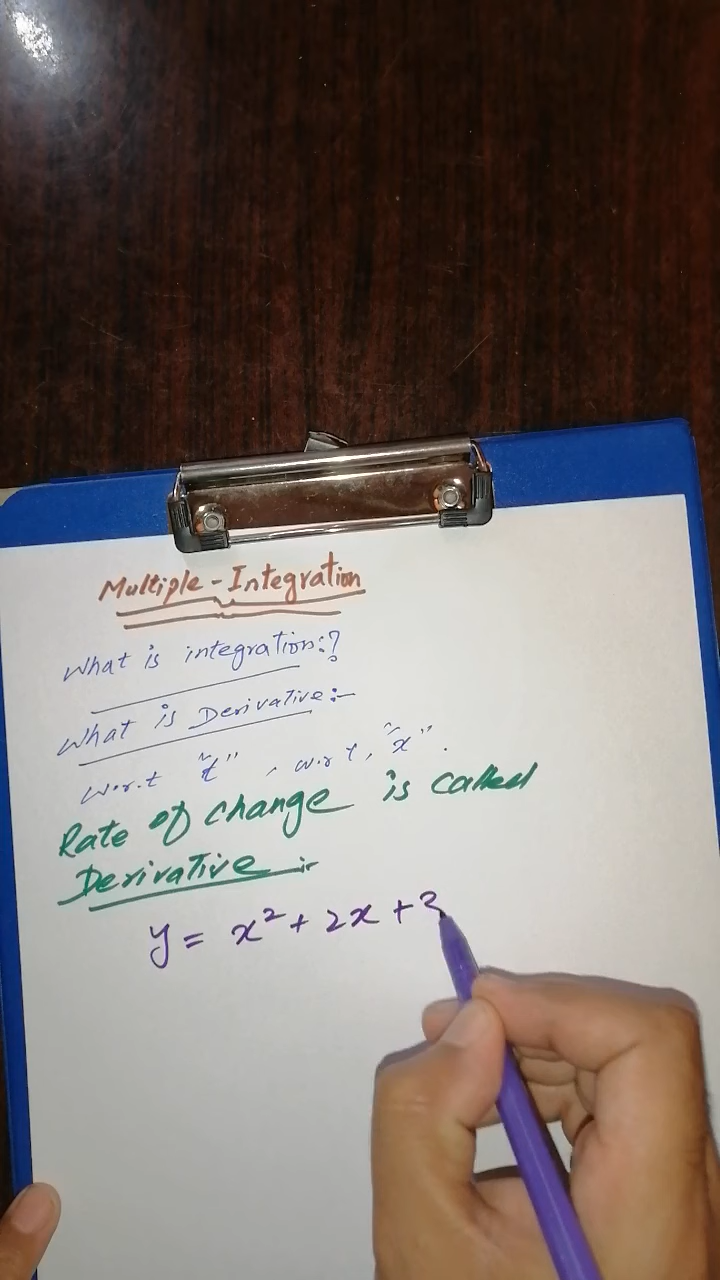 Multiple-Integration
What is integration:?
What is Derivative:-
w.r.t "t", w.r.t, "x".
Rate of change is called
Derivative:-
y = x² + 2x + 3